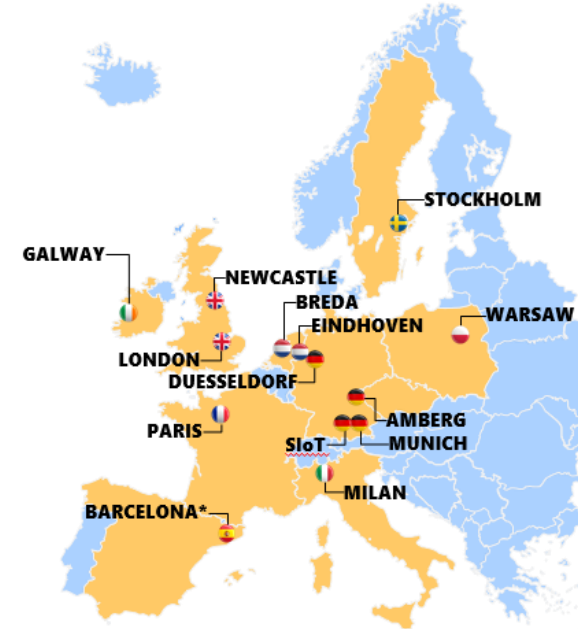 STOCKHOLM
GALWAY
NEWCASTLE
BREDA
WARSAW
EINDHOVEN
LONDON
DUESSELDORF
AMBERG
PARIS
SIoT
MUNICH
MILAN
BARCELONA*